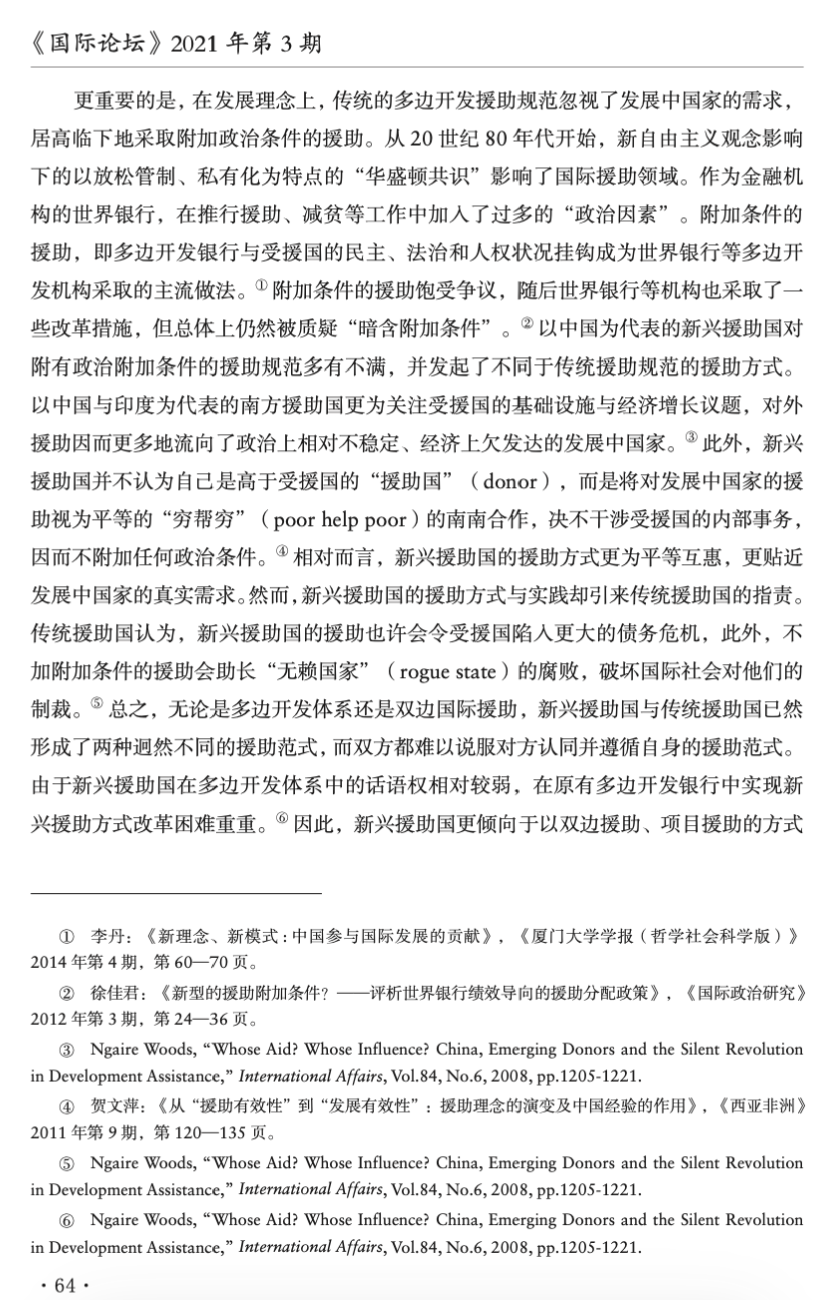 《国际论坛》2021 年第 3 期
更重要的是，在发展理念上，传统的多边开发援助规范忽视了发展中国家的需求，
居高临下地采取附加政治条件的援助。从 20 世纪 80 年代开始，新自由主义观念影响
下的以放松管制、私有化为特点的“华盛顿共识”影响了国际援助领域。作为金融机
构的世界银行，在推行援助、减贫等工作中加入了过多的“政治因素”。附加条件的
援助，即多边开发银行与受援国的民主、法治和人权状况挂钩成为世界银行等多边开
发机构采取的主流做法。①附加条件的援助饱受争议，随后世界银行等机构也采取了一
些改革措施，但总体上仍然被质疑“暗含附加条件”。②以中国为代表的新兴援助国对
附有政治附加条件的援助规范多有不满，并发起了不同于传统援助规范的援助方式。
以中国与印度为代表的南方援助国更为关注受援国的基础设施与经济增长议题，对外
援助因而更多地流向了政治上相对不稳定、经济上欠发达的发展中国家。③此外，新兴
援助国并不认为自己是高于受援国的“援助国”（donor），而是将对发展中国家的援
助视为平等的“穷帮穷”（poor help poor）的南南合作，决不干涉受援国的内部事务，
因而不附加任何政治条件。④相对而言，新兴援助国的援助方式更为平等互惠，更贴近
发展中国家的真实需求。然而，新兴援助国的援助方式与实践却引来传统援助国的指责。
传统援助国认为，新兴援助国的援助也许会令受援国陷入更大的债务危机，此外，不
加附加条件的援助会助长“无赖国家”（rogue state）的腐败，破坏国际社会对他们的
制裁。⑤总之，无论是多边开发体系还是双边国际援助，新兴援助国与传统援助国已然
形成了两种迥然不同的援助范式，而双方都难以说服对方认同并遵循自身的援助范式。
由于新兴援助国在多边开发体系中的话语权相对较弱，在原有多边开发银行中实现新
兴援助方式改革困难重重。⑥因此，新兴援助国更倾向于以双边援助、项目援助的方式
① 李丹：《新理念、新模式：中国参与国际发展的贡献》，《厦门大学学报（哲学社会科学版）》
2014 年第 4 期，第 60—70 页。
② 徐佳君：《新型的援助附加条件？——评析世界银行绩效导向的援助分配政策》，《国际政治研究》
2012 年第 3 期，第 24—36 页。
③ Ngaire Woods, “Whose Aid? Whose Influence? China, Emerging Donors and the Silent Revolution
in Development Assistance,” International Affairs, Vol.84, No.6, 2008, pp.1205-1221.
④ 贺文萍：《从“援助有效性”到“发展有效性”：援助理念的演变及中国经验的作用》，《西亚非洲》
2011 年第 9 期，第 120—135 页。
⑤ Ngaire Woods, “Whose Aid? Whose Influence? China, Emerging Donors and the Silent Revolution
in Development Assistance,” International Affairs, Vol.84, No.6, 2008, pp.1205-1221.
⑥ Ngaire Woods, “Whose Aid? Whose Influence? China, Emerging Donors and the Silent Revolution
in Development Assistance,” International Affairs, Vol.84, No.6, 2008, pp.1205-1221.
· 64 ·